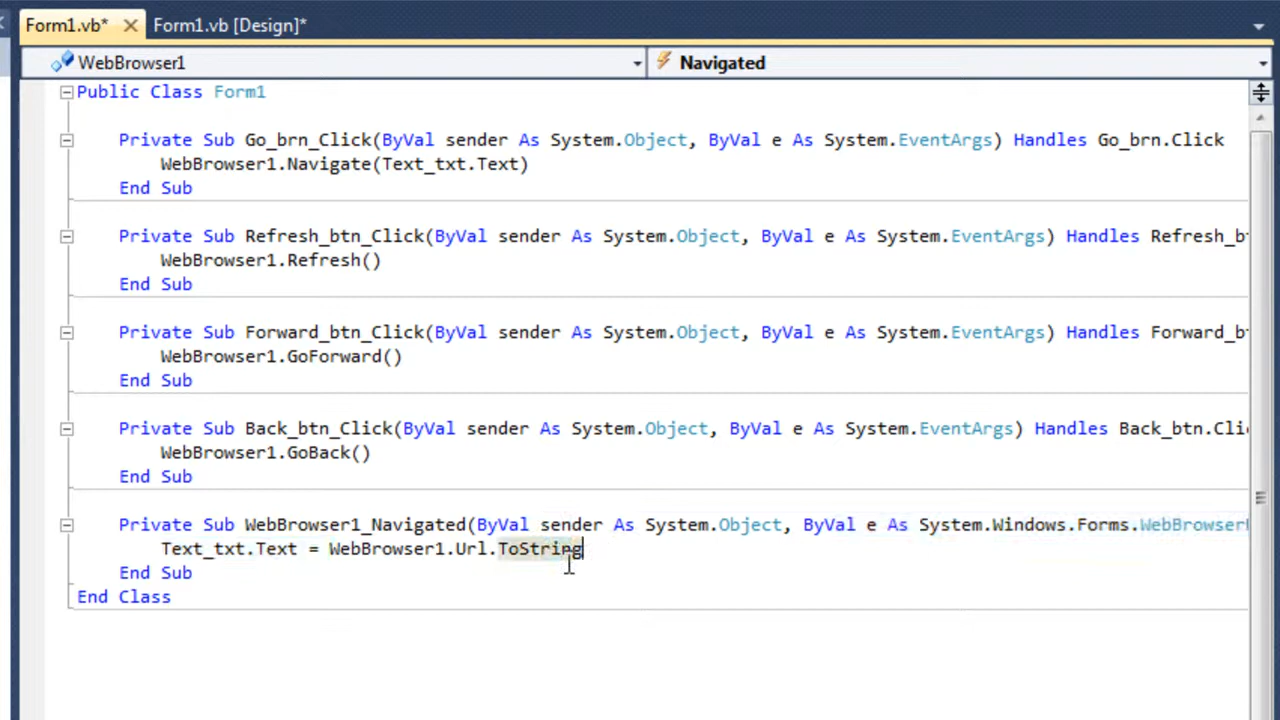 Form1.vb* Form1.vb [Design]*
WebBrowser1 Navigated
Public Class Form1
Private Sub Go_brn_Click(ByVal sender As System.Object, ByVal e As System.EventArgs) Handles Go_brn.Click
WebBrowser1.Navigate(Text_txt.Text)
End Sub
Private Sub Refresh_btn_Click(ByVal sender As System.Object, ByVal e As System.EventArgs) Handles Refresh_bt
WebBrowser1.Refresh()
End Sub
Private Sub Forward_btn_Click(ByVal sender As System.Object, ByVal e As System.EventArgs) Handles Forward_bt
WebBrowser1.GoForward()
End Sub
Private Sub Back_btn_Click(ByVal sender As System.Object, ByVal e As System.EventArgs) Handles Back_btn.Clic
WebBrowser1.GoBack()
End Sub
Private Sub WebBrowser1_Navigated(ByVal sender As System.Object, ByVal e As System.Windows.Forms.WebBrowser
Text_txt.Text = WebBrowser1.Url.ToString
End Sub
End Class